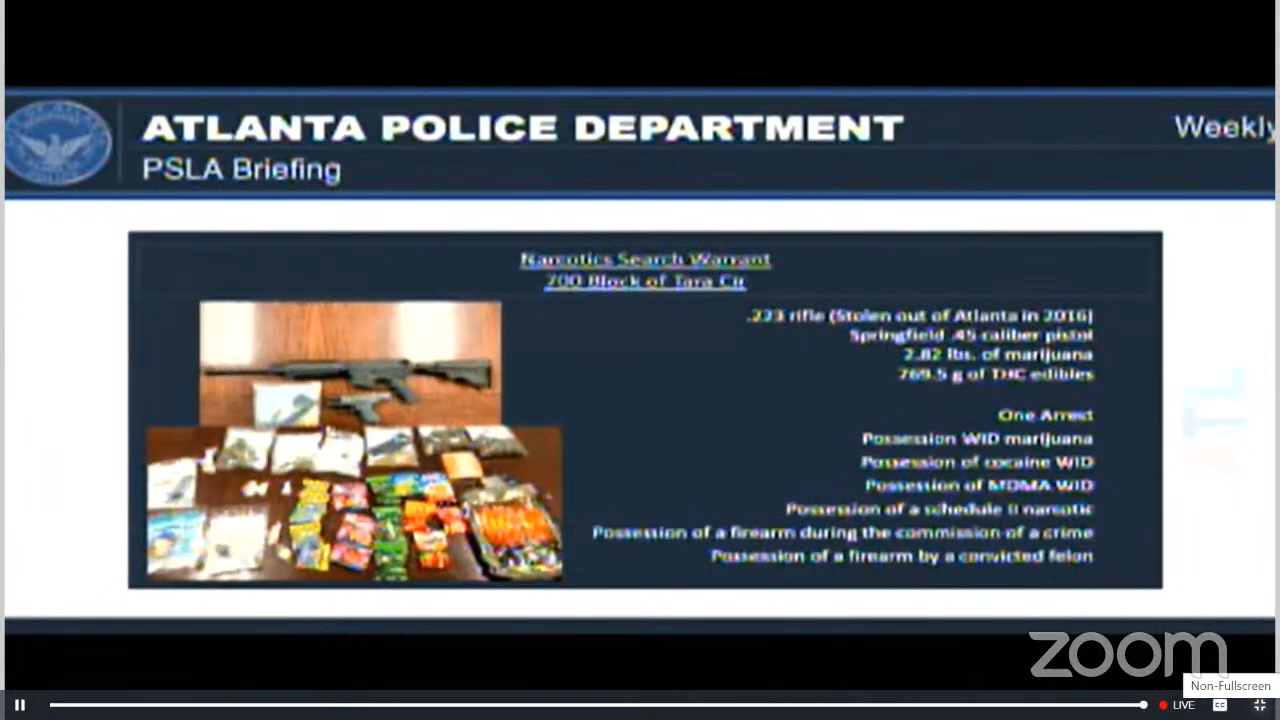 ATLANTA POLICE DEPARTMENT
Weekly
PSLA Briefing
Narcotics Search Warrant
700 Block of Tara Cir
.223 rifle (Stolen out of Atlanta in 2016)
Springfield .45 caliber pistol
2.82 lbs. of marijuana
769.5 g of THC edibles
One Arrest
Possession WID marijuana
Possession of cocaine WID
Possession of MDMA WID
Possession of a schedule II narcotic
Possession of a firearm during the commission of a crime
Possession of a firearm by a convicted felon
ATL
zoom
Non-Fullscreen
LIVE
CC